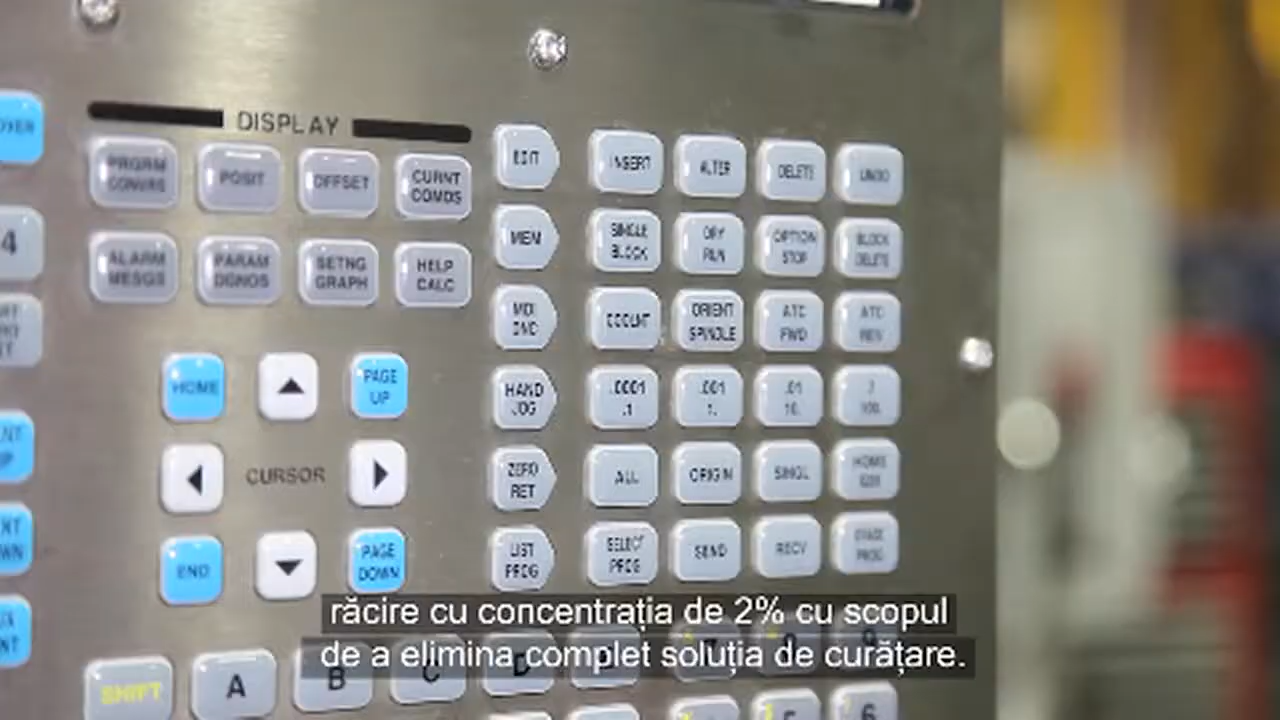 DISPLAY
PRGRM
CONVRS
POSIT
OFFSET
CURNT
COMDS
ALARM
MESGS
PARAM
DGNOS
SETNG
GRAPH
HELP
CALC
HOME
PAGE
UP
CURSOR
END
PAGE
DOWN
EDIT
INSERT
ALTER
DELETE
UNDO
MEM
SINGLE
BLOCK
DRY
RUN
OPTION
STOP
BLOCK
DELETE
MDI
DNC
COOLNT
ORIENT
SPINDLE
ATC
FWD
ATC
REV
HAND
JOG
.0001
.1
.001
1.
.01
10.
.1
100.
ZERO
RET
ALL
ORIGIN
SINGL
HOME
G28
LIST
PROG
SELECT
PROG
SEND
RECV
ERASE
PROG
4
răcire cu concentrația de 2% cu scopul
de a elimina complet soluția de curățare.
SHIFT
A
B
C
D
6